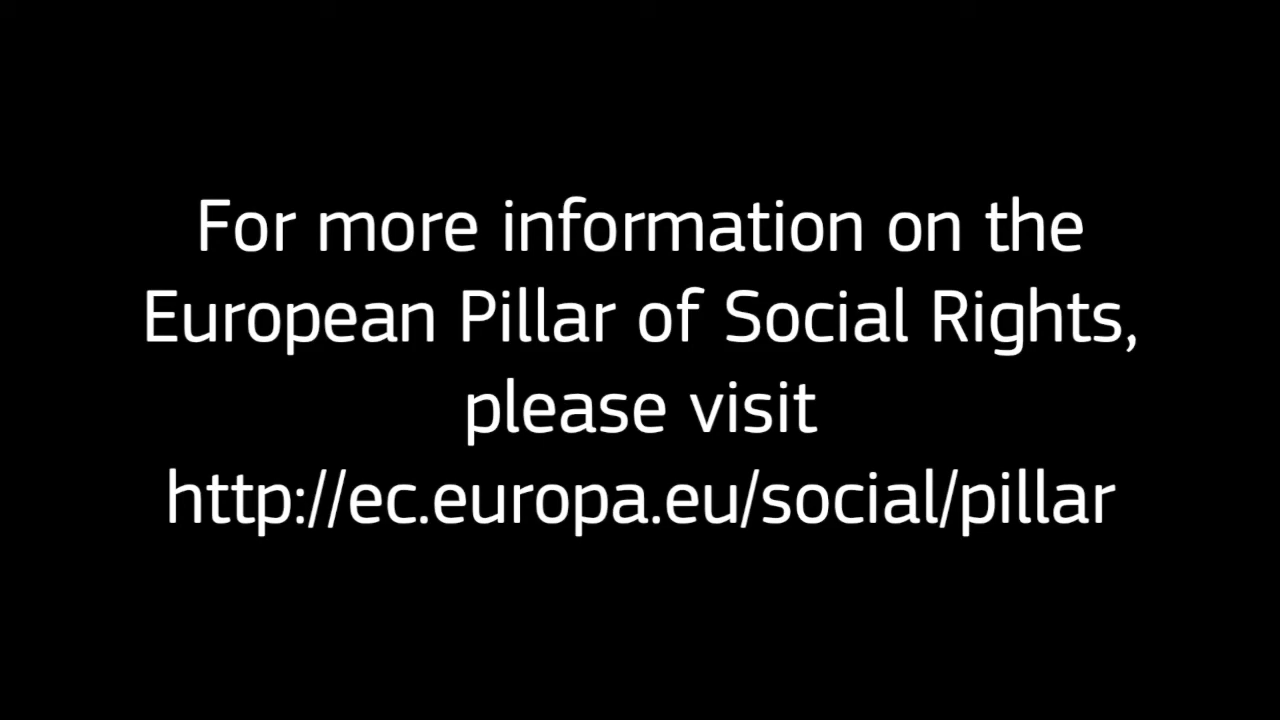 For more information on the
European Pillar of Social Rights,
please visit
http://ec.europa.eu/social/pillar